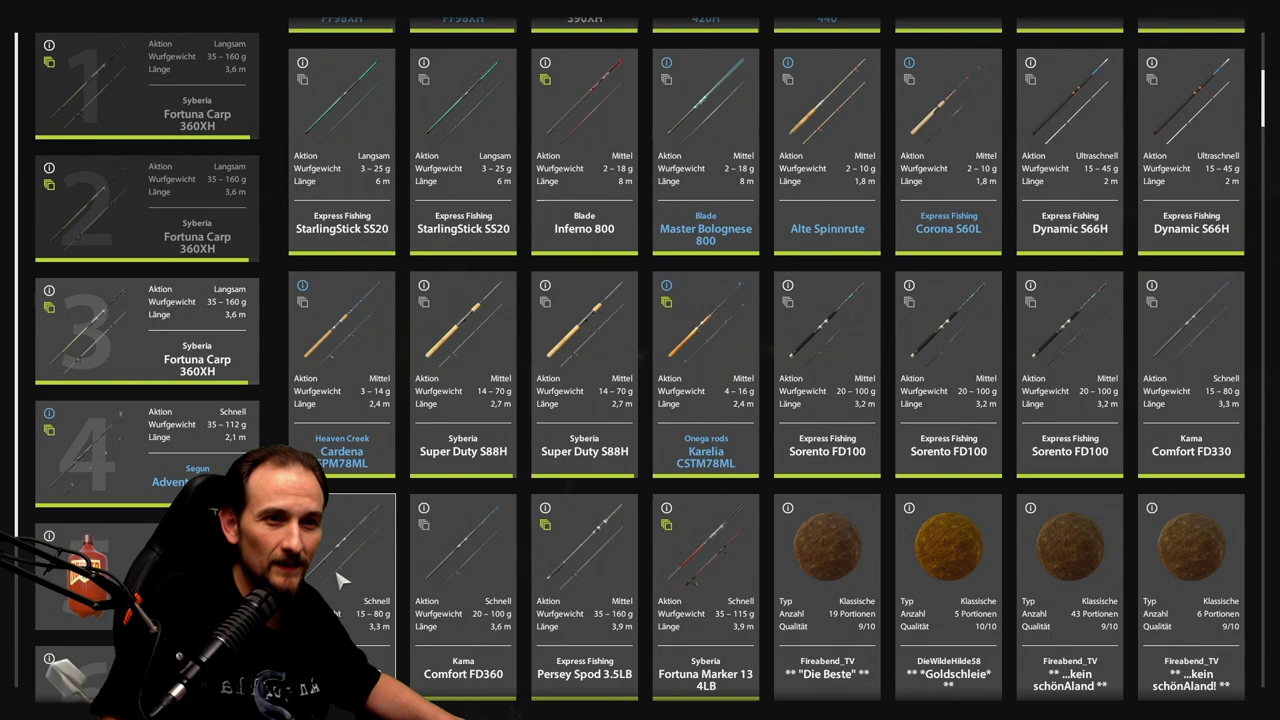 PF98XH
PF98XH
390XH
420H
440
1
Aktion Langsam
Wurfgewicht 35 – 160 g
Länge 3,6 m
Syberia
Fortuna Carp
360XH
2
Aktion Langsam
Wurfgewicht 35 – 160 g
Länge 3,6 m
Syberia
Fortuna Carp
360XH
3
Aktion Langsam
Wurfgewicht 35 – 160 g
Länge 3,6 m
Syberia
Fortuna Carp
360XH
4
Aktion Schnell
Wurfgewicht 35 – 112 g
Länge 2,1 m
Segun
Aktion Langsam
Wurfgewicht 3 – 25 g
Länge 6 m
Express Fishing
StarlingStick SS20
Aktion Langsam
Wurfgewicht 3 – 25 g
Länge 6 m
Express Fishing
StarlingStick SS20
Aktion Mittel
Wurfgewicht 2 – 18 g
Länge 8 m
Blade
Inferno 800
Aktion Mittel
Wurfgewicht 2 – 18 g
Länge 8 m
Blade
Master Bolognese
800
Aktion Mittel
Wurfgewicht 2 – 10 g
Länge 1,8 m
Alte Spinnrute
Aktion Mittel
Wurfgewicht 2 – 10 g
Länge 1,8 m
Express Fishing
Corona S60L
Aktion Ultraschnell
Wurfgewicht 15 – 45 g
Länge 2 m
Express Fishing
Dynamic S66H
Aktion Ultraschnell
Wurfgewicht 15 – 45 g
Länge 2 m
Express Fishing
Dynamic S66H
Aktion Mittel
Wurfgewicht 3 – 14 g
Länge 2,4 m
Heaven Creek
Cardena
Aktion Mittel
Wurfgewicht 14 – 70 g
Länge 2,7 m
Syberia
Super Duty S88H
Aktion Mittel
Wurfgewicht 14 – 70 g
Länge 2,7 m
Syberia
Super Duty S88H
Aktion Mittel
Wurfgewicht 4 – 16 g
Länge 2,4 m
Onega rods
Karelia
CSTM78ML
Aktion Mittel
Wurfgewicht 20 – 100 g
Länge 3,2 m
Express Fishing
Sorento FD100
Aktion Mittel
Wurfgewicht 20 – 100 g
Länge 3,2 m
Express Fishing
Sorento FD100
Aktion Mittel
Wurfgewicht 20 – 100 g
Länge 3,2 m
Express Fishing
Sorento FD100
Aktion Schnell
Wurfgewicht 15 – 80 g
Länge 3,3 m
Kama
Comfort FD330
Schnell
15 – 80 g
3,3 m
Aktion Schnell
Wurfgewicht 20 – 100 g
Länge 3,6 m
Kama
Comfort FD360
Aktion Mittel
Wurfgewicht 35 – 160 g
Länge 3,9 m
Express Fishing
Persey Spod 3.5LB
Aktion Schnell
Wurfgewicht 35 – 115 g
Länge 3,9 m
Syberia
Fortuna Marker 13
4LB
Typ Klassische
Anzahl 19 Portionen
Qualität 9/10
Fireabend_TV
** "Die Beste" **
Typ Klassische
Anzahl 5 Portionen
Qualität 10/10
DieWildeHilde58
** *Goldschleie*
**
Typ Klassische
Anzahl 43 Portionen
Qualität 9/10
Fireabend_TV
** ...kein
schönAland **
Typ Klassische
Anzahl 6 Portionen
Qualität 9/10
Fireabend_TV
** ...kein
schönAland! **